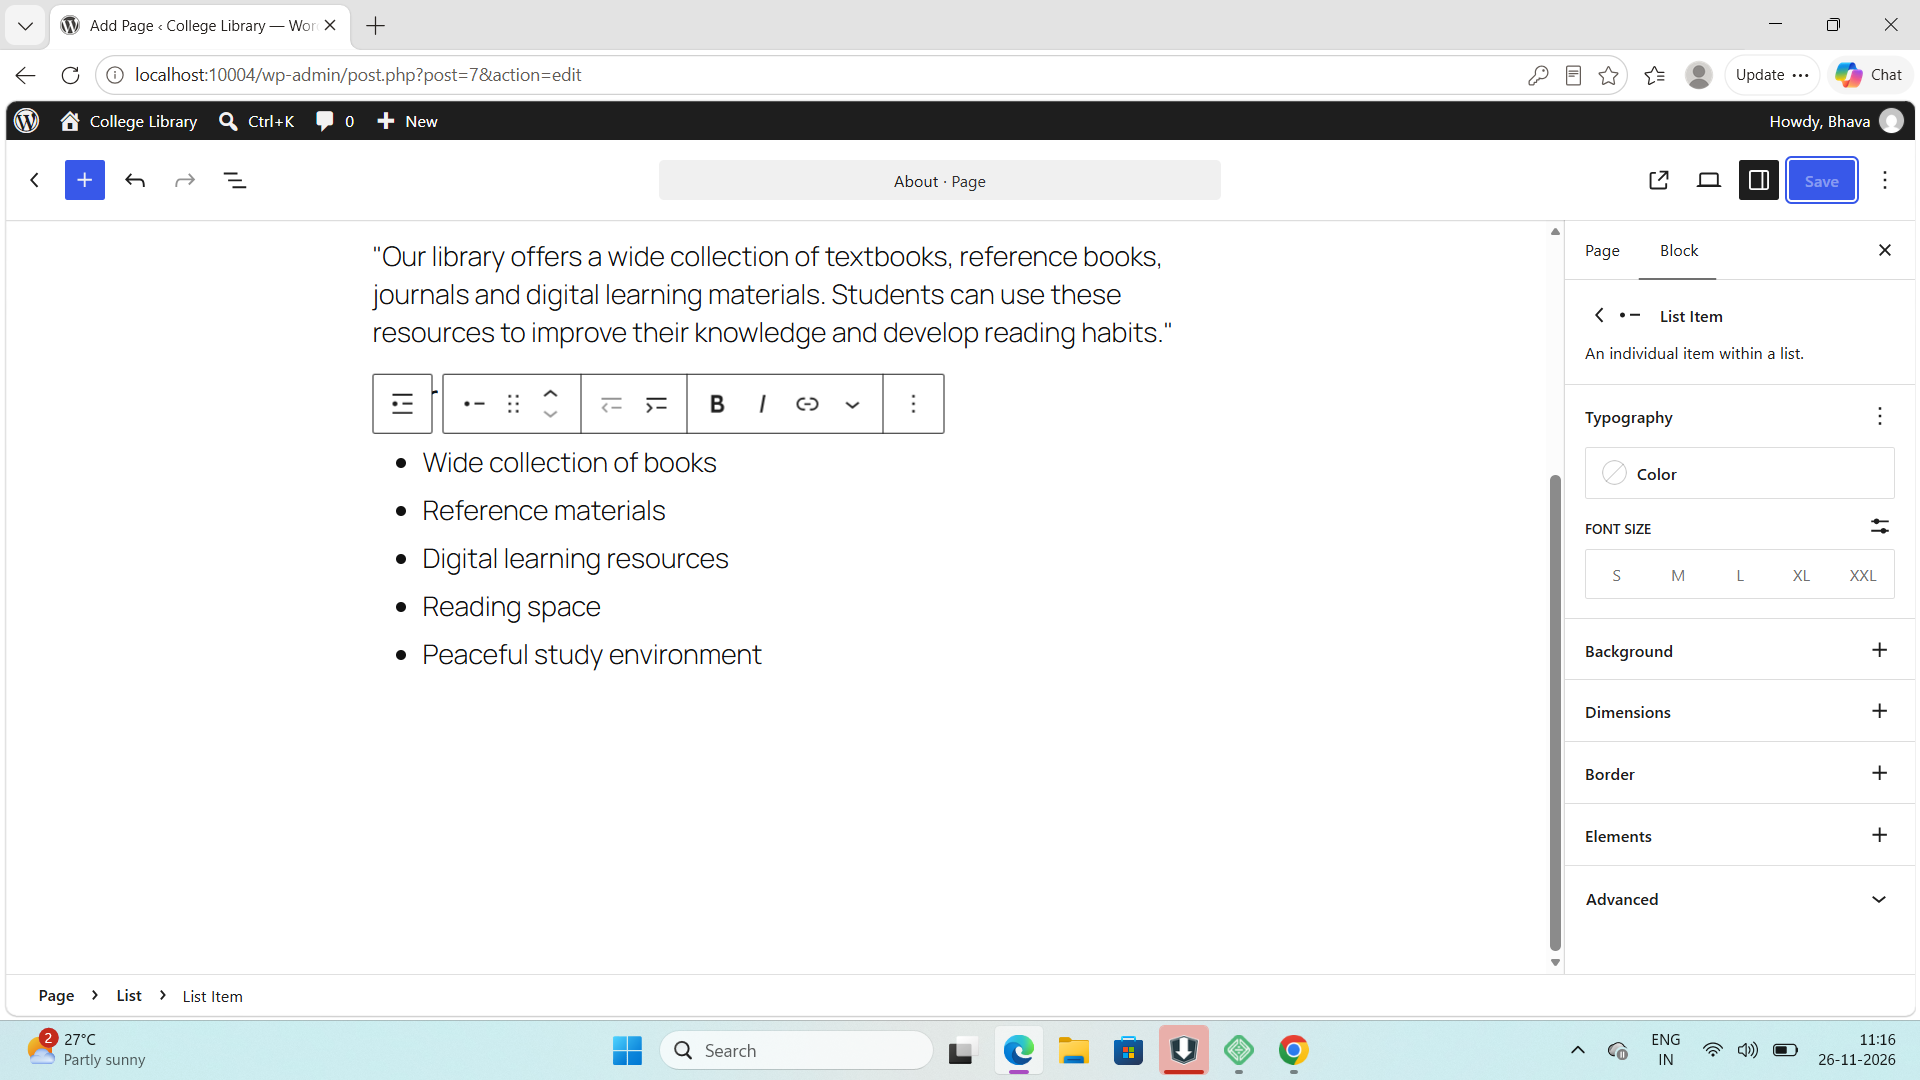 Add Page ‹ College Library — Wor
localhost:10004/wp-admin/post.php?post=7&action=edit
Update
Chat
College Library
Ctrl+K
0
New
Howdy, Bhava
About · Page
Save
"Our library offers a wide collection of textbooks, reference books,
journals and digital learning materials. Students can use these
resources to improve their knowledge and develop reading habits."
B I
• Wide collection of books
• Reference materials
• Digital learning resources
• Reading space
• Peaceful study environment
Page
Block
List Item
An individual item within a list.
Typography
Color
FONT SIZE
S M L XL XXL
Background
Dimensions
Border
Elements
Advanced
Page > List > List Item
2
27°C
Partly sunny
Search
ENG
IN
11:16
26-11-2026